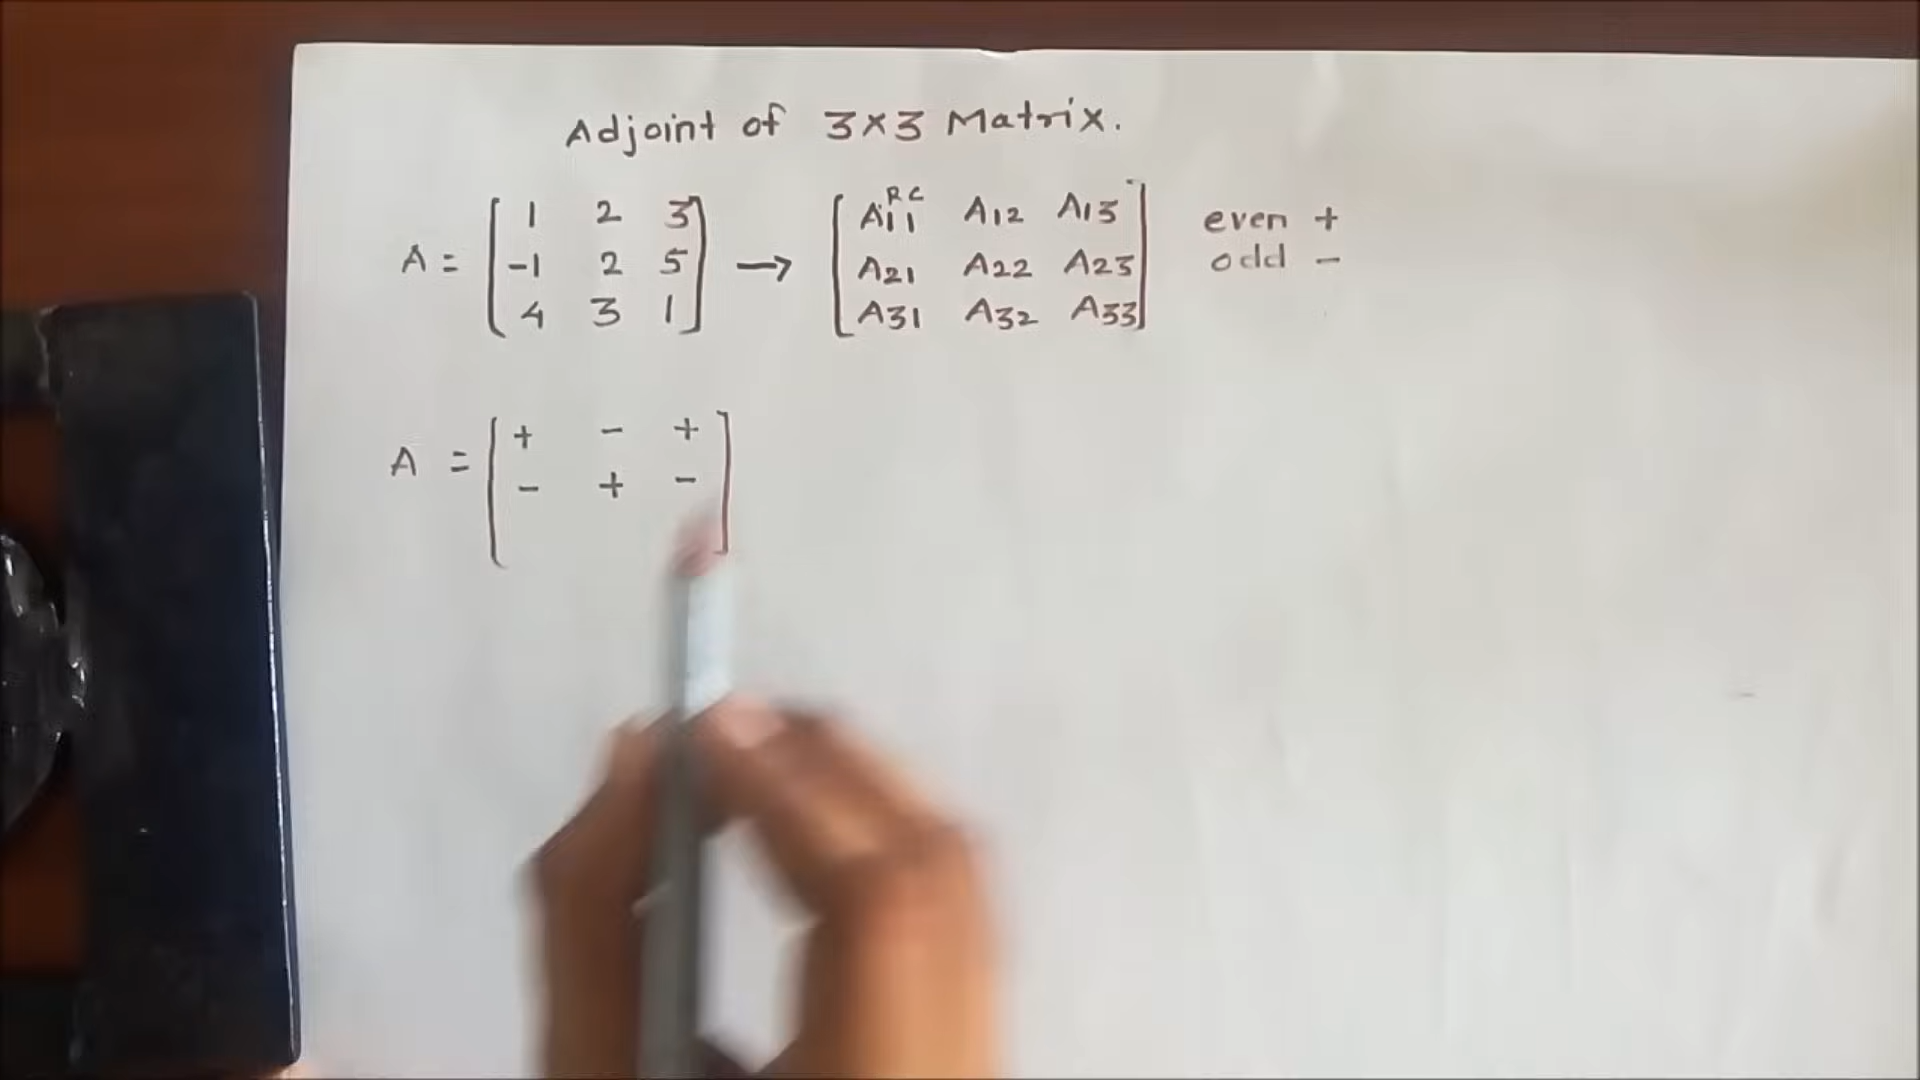 Adjoint of 3×3 Matrix.
R C
1 2 3 A11 A12 A13 even +
A = -1 2 5 → A21 A22 A23 odd -
4 3 1 A31 A32 A33
+ - +
A = - + -